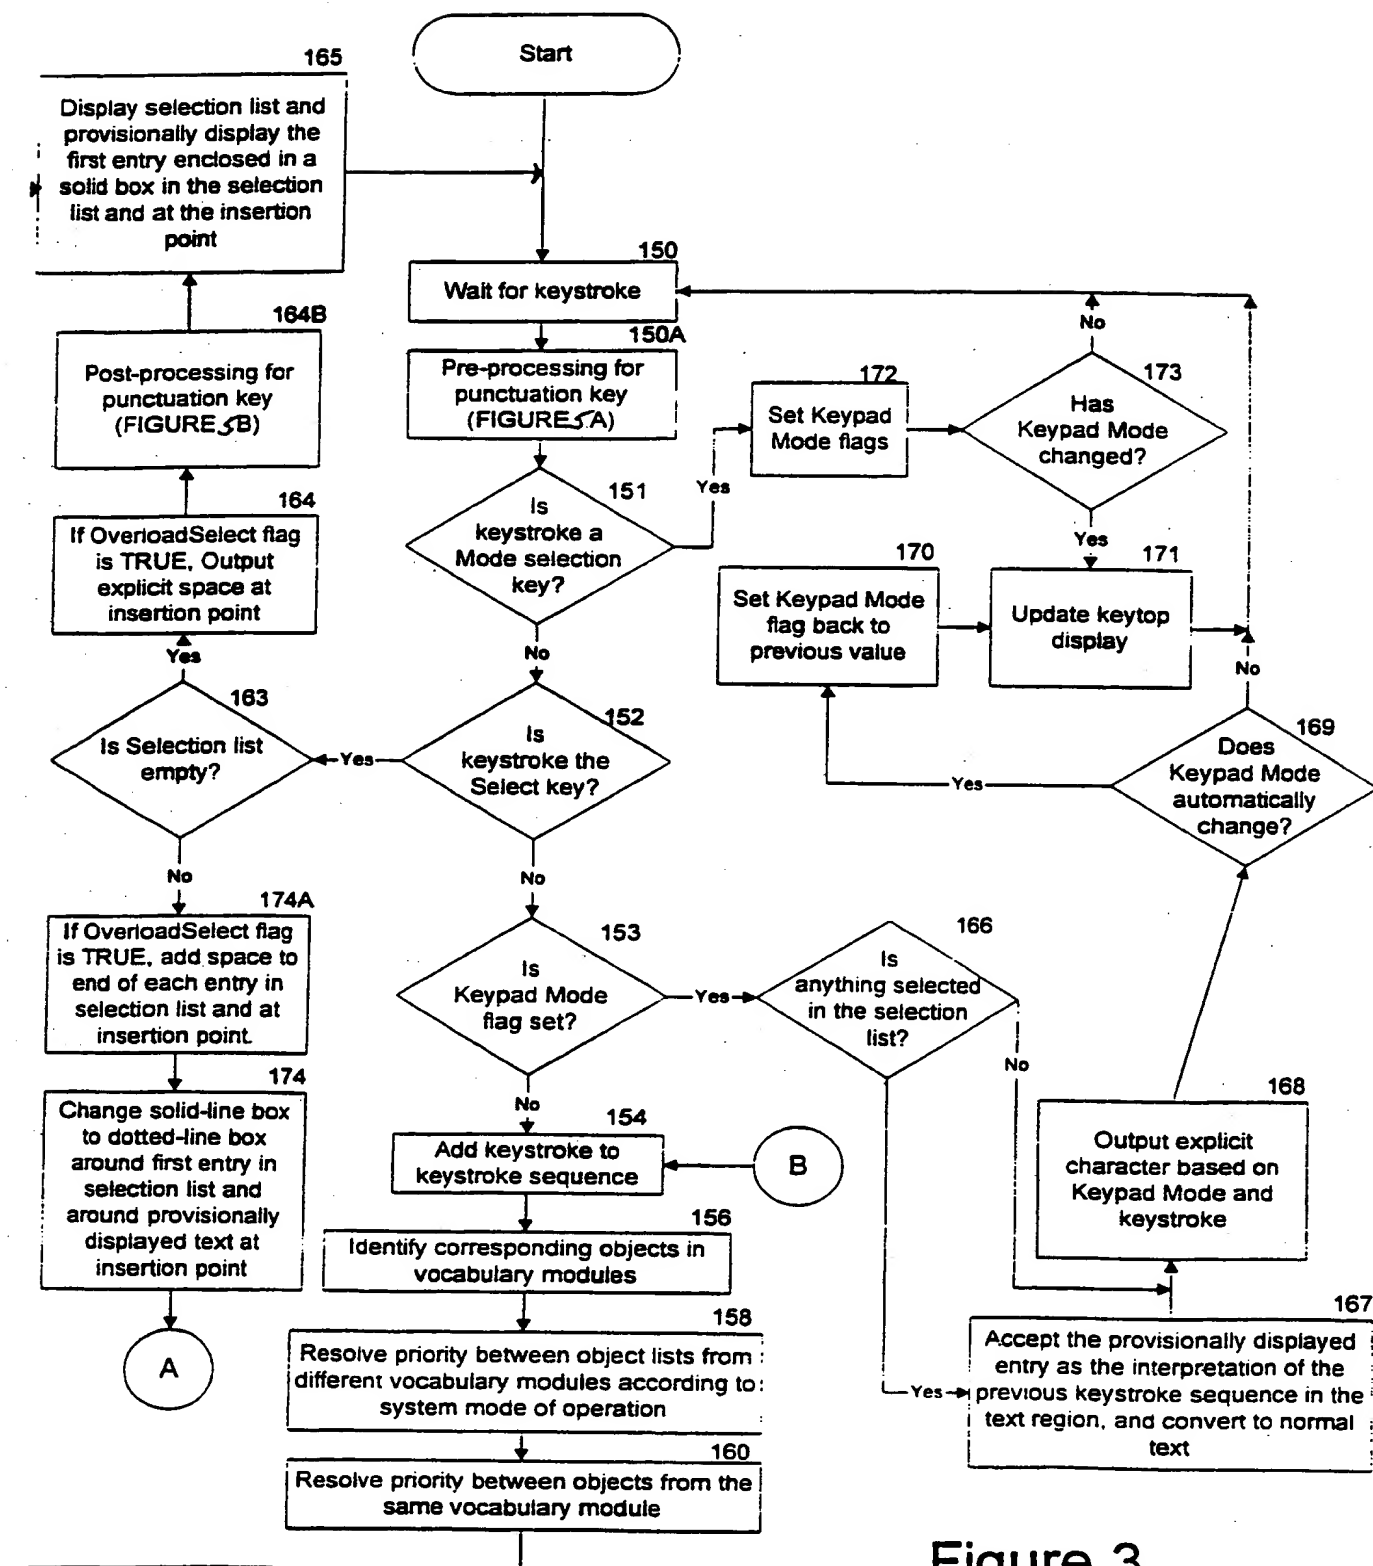 Start
165
Display selection list and
provisionally display the
first entry enclosed in a
solid box in the selection
list and at the insertion
point
150
Wait for keystroke
150A
Pre-processing for
punctuation key
(FIGURE 5A)
164B
Post-processing for
punctuation key
(FIGURE 5B)
172
Set Keypad
Mode flags
173
Has
Keypad Mode
changed?
No
Yes
151
Is
keystroke a
Mode selection
key?
Yes
No
164
If OverloadSelect flag
is TRUE, Output
explicit space at
insertion point
Yes
170
Set Keypad Mode
flag back to
previous value
171
Update keytop
display
No
163
Is Selection list
empty?
Yes
152
Is
keystroke the
Select key?
169
Does
Keypad Mode
automatically
change?
Yes
No
No
174A
If OverloadSelect flag
is TRUE, add space to
end of each entry in
selection list and at
insertion point.
153
Is
Keypad Mode
flag set?
Yes
166
Is
anything selected
in the selection
list?
No
No
174
Change solid-line box
to dotted-line box
around first entry in
selection list and
around provisionally
displayed text at
insertion point
154
Add keystroke to
keystroke sequence
B
168
Output explicit
character based on
Keypad Mode and
keystroke
156
Identify corresponding objects in
vocabulary modules
A
158
Resolve priority between object lists from
different vocabulary modules according to
system mode of operation
Yes
167
Accept the provisionally displayed
entry as the interpretation of the
previous keystroke sequence in the
text region, and convert to normal
text
160
Resolve priority between objects from the
same vocabulary module
Figure 3